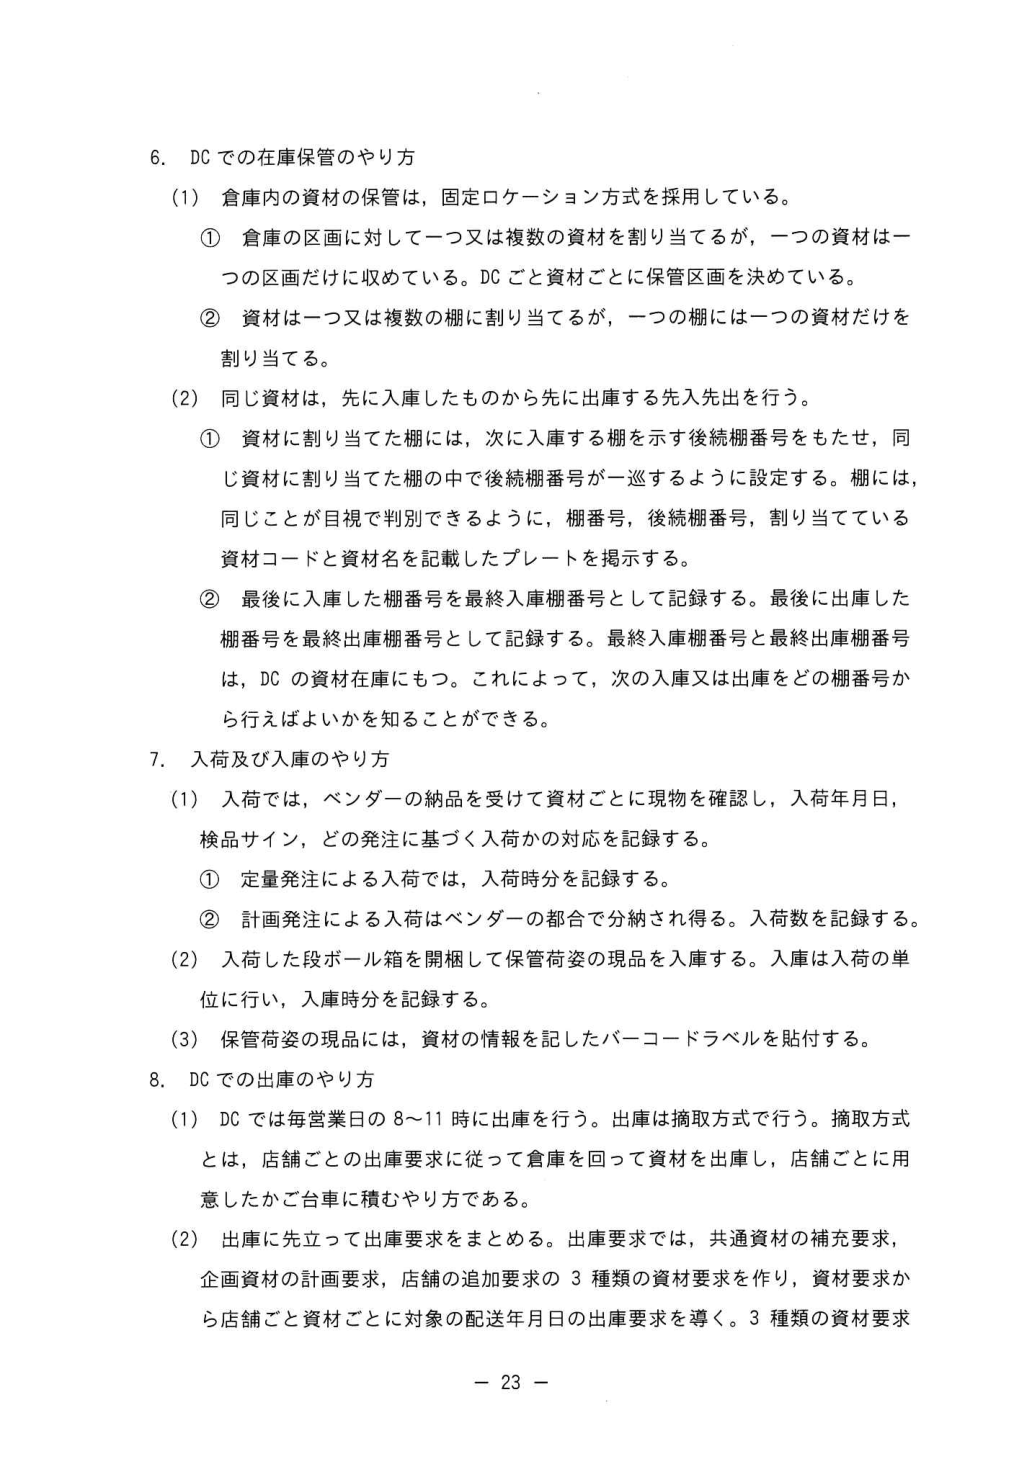 6. DC での在庫保管のやり方
(1) 倉庫内の資材の保管は，固定ロケーション方式を採用している。
① 倉庫の区画に対して一つ又は複数の資材を割り当てるが，一つの資材は一
つの区画だけに収めている。DC ごと資材ごとに保管区画を決めている。
② 資材は一つ又は複数の棚に割り当てるが，一つの棚には一つの資材だけを
割り当てる。
(2) 同じ資材は，先に入庫したものから先に出庫する先入先出を行う。
① 資材に割り当てた棚には，次に入庫する棚を示す後続棚番号をもたせ，同
じ資材に割り当てた棚の中で後続棚番号が一巡するように設定する。棚には，
同じことが目視で判別できるように，棚番号，後続棚番号，割り当てている
資材コードと資材名を記載したプレートを掲示する。
② 最後に入庫した棚番号を最終入庫棚番号として記録する。最後に出庫した
棚番号を最終出庫棚番号として記録する。最終入庫棚番号と最終出庫棚番号
は，DC の資材在庫にもつ。これによって，次の入庫又は出庫をどの棚番号か
ら行えばよいかを知ることができる。
7. 入荷及び入庫のやり方
(1) 入荷では，ベンダーの納品を受けて資材ごとに現物を確認し，入荷年月日，
検品サイン，どの発注に基づく入荷かの対応を記録する。
① 定量発注による入荷では，入荷時分を記録する。
② 計画発注による入荷はベンダーの都合で分納され得る。入荷数を記録する。
(2) 入荷した段ボール箱を開梱して保管荷姿の現品を入庫する。入庫は入荷の単
位に行い，入庫時分を記録する。
(3) 保管荷姿の現品には，資材の情報を記したバーコードラベルを貼付する。
8. DC での出庫のやり方
(1) DC では毎営業日の 8～11 時に出庫を行う。出庫は摘取方式で行う。摘取方式
とは，店舗ごとの出庫要求に従って倉庫を回って資材を出庫し，店舗ごとに用
意したかご台車に積むやり方である。
(2) 出庫に先立って出庫要求をまとめる。出庫要求では，共通資材の補充要求，
企画資材の計画要求，店舗の追加要求の 3 種類の資材要求を作り，資材要求か
ら店舗ごと資材ごとに対象の配送年月日の出庫要求を導く。3 種類の資材要求
－ 23 －